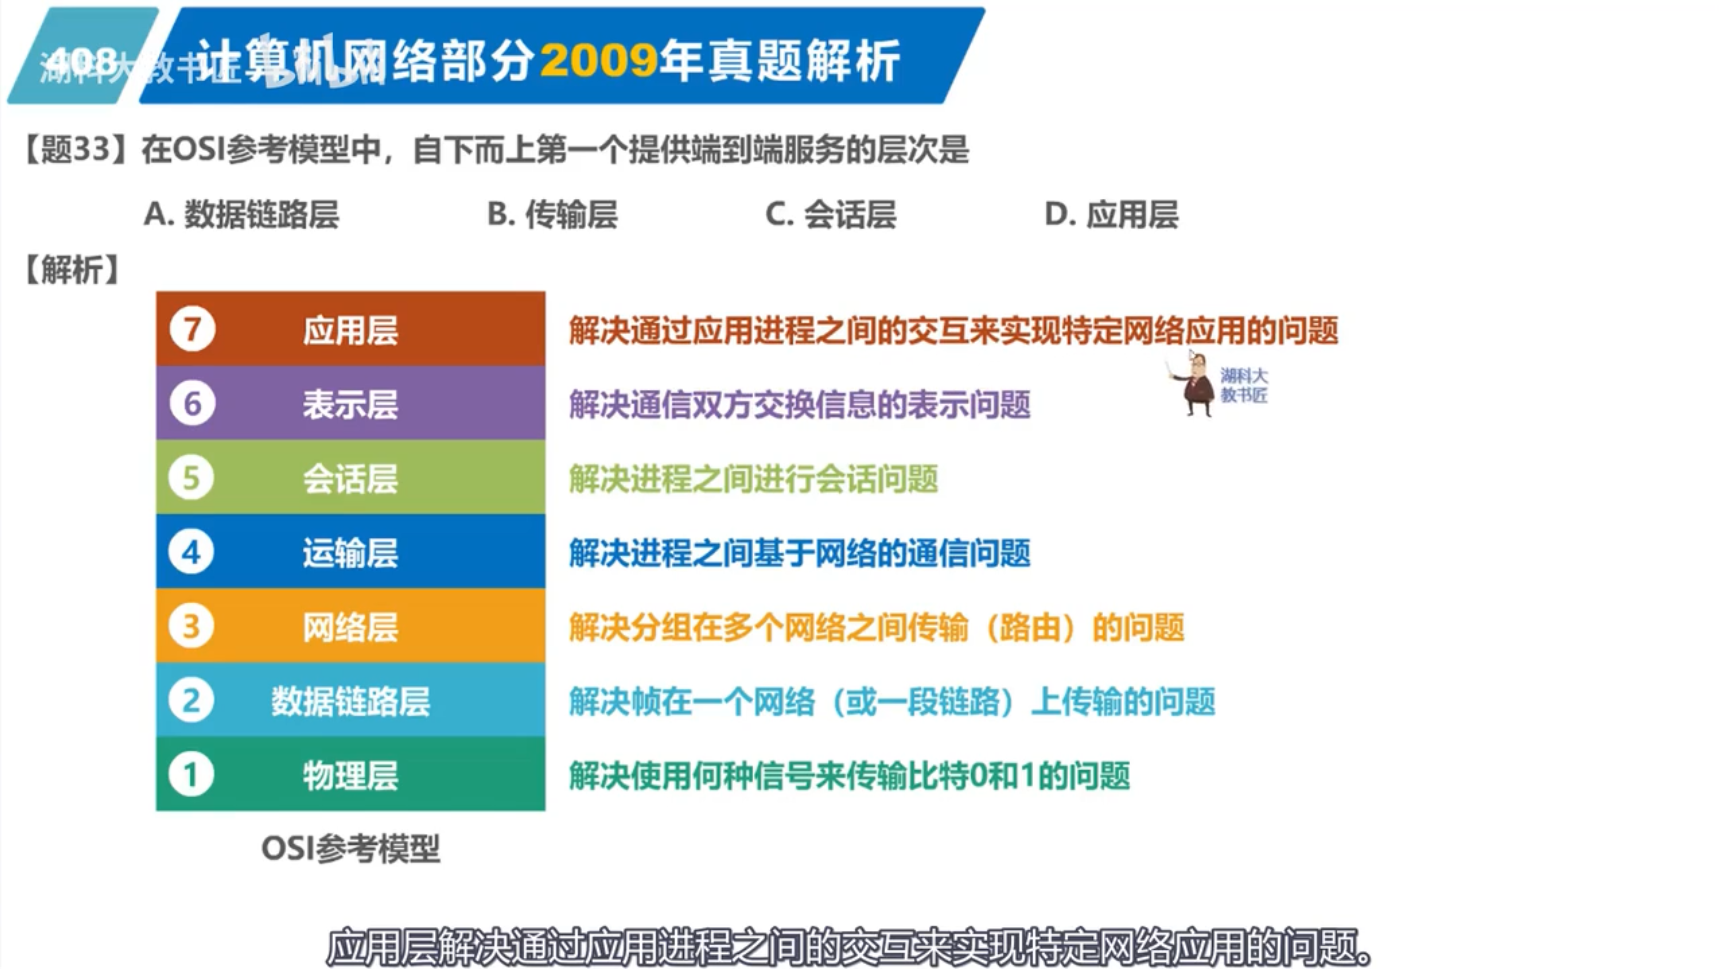 408 计算机网络部分2009年真题解析
湖科大教书匠 bilibili
【题33】在OSI参考模型中，自下而上第一个提供端到端服务的层次是
A. 数据链路层 B. 传输层 C. 会话层 D. 应用层
【解析】
7 应用层 解决通过应用进程之间的交互来实现特定网络应用的问题
湖科大
教书匠
6 表示层 解决通信双方交换信息的表示问题
5 会话层 解决进程之间进行会话问题
4 运输层 解决进程之间基于网络的通信问题
3 网络层 解决分组在多个网络之间传输（路由）的问题
2 数据链路层 解决帧在一个网络（或一段链路）上传输的问题
1 物理层 解决使用何种信号来传输比特0和1的问题
OSI参考模型
应用层解决通过应用进程之间的交互来实现特定网络应用的问题。